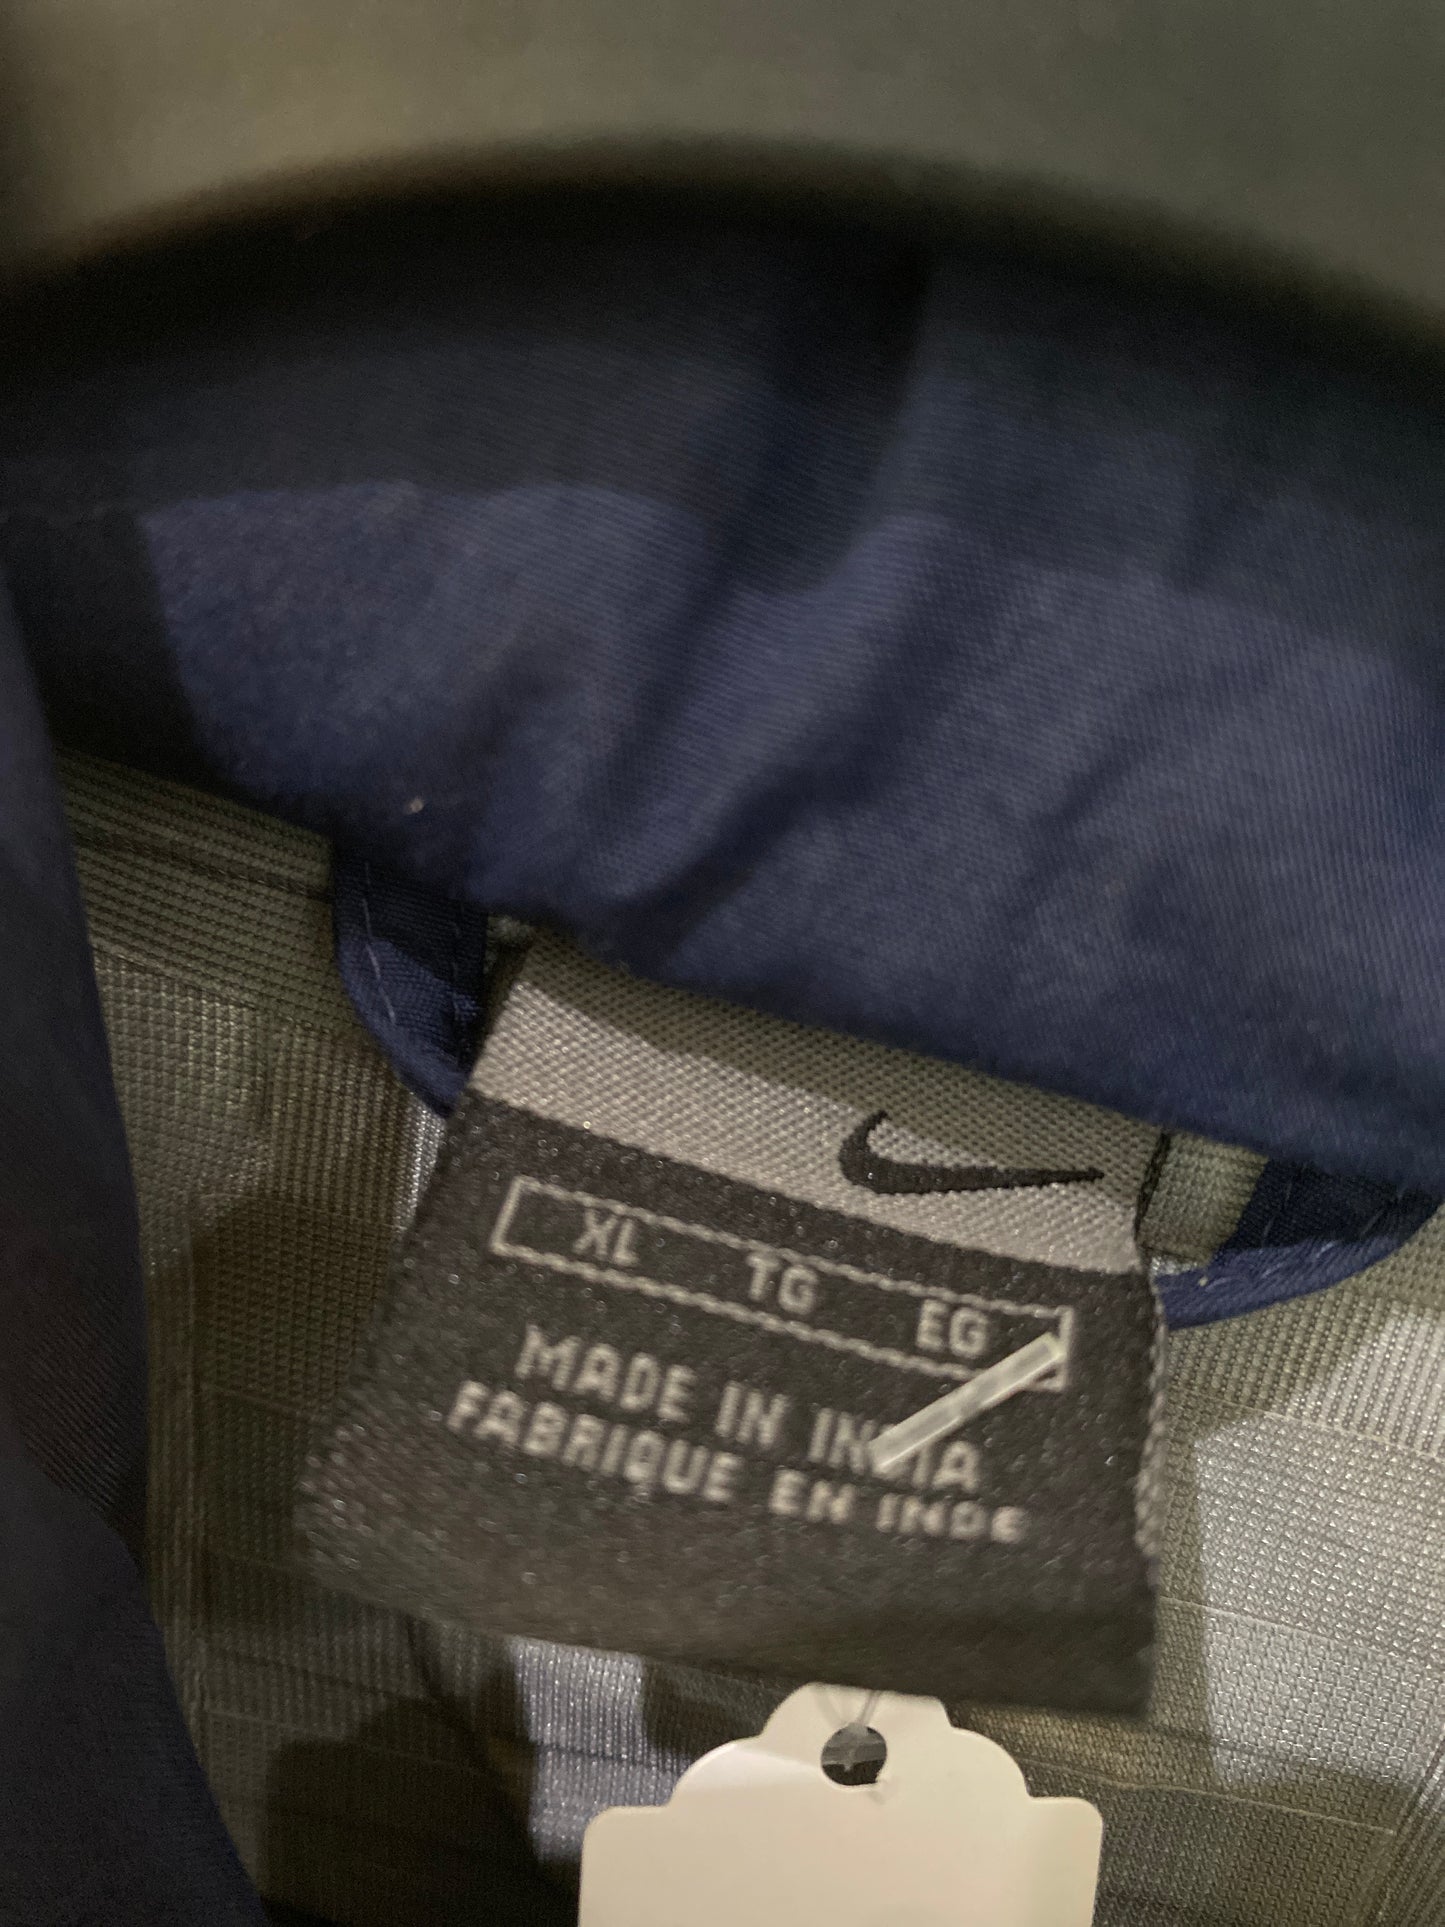 XL TG EG
MADE IN INDIA
FABRIQUE EN INDE